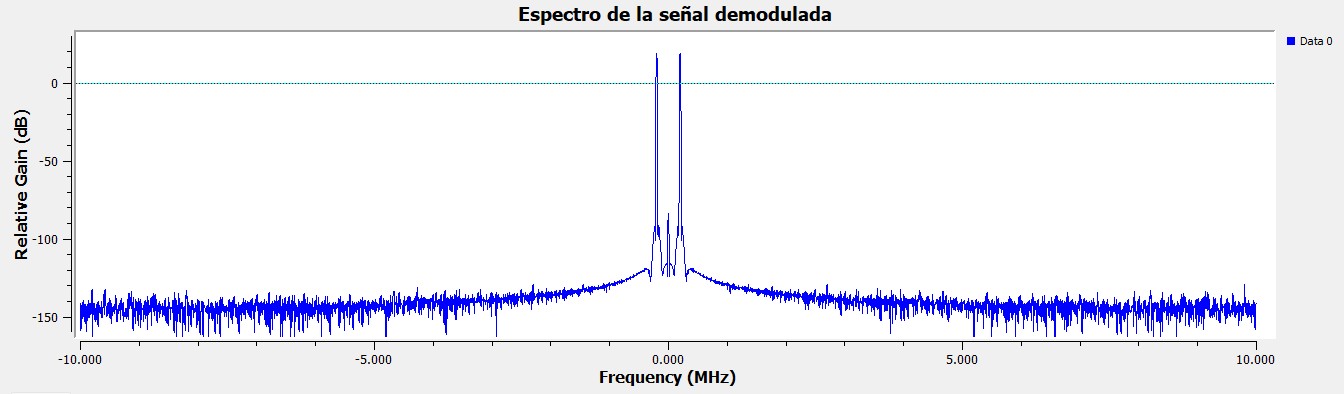 Espectro de la señal demodulada
Data 0
Relative Gain (dB)
0
-50
-100
-150
-10.000 -5.000 0.000 5.000 10.000
Frequency (MHz)